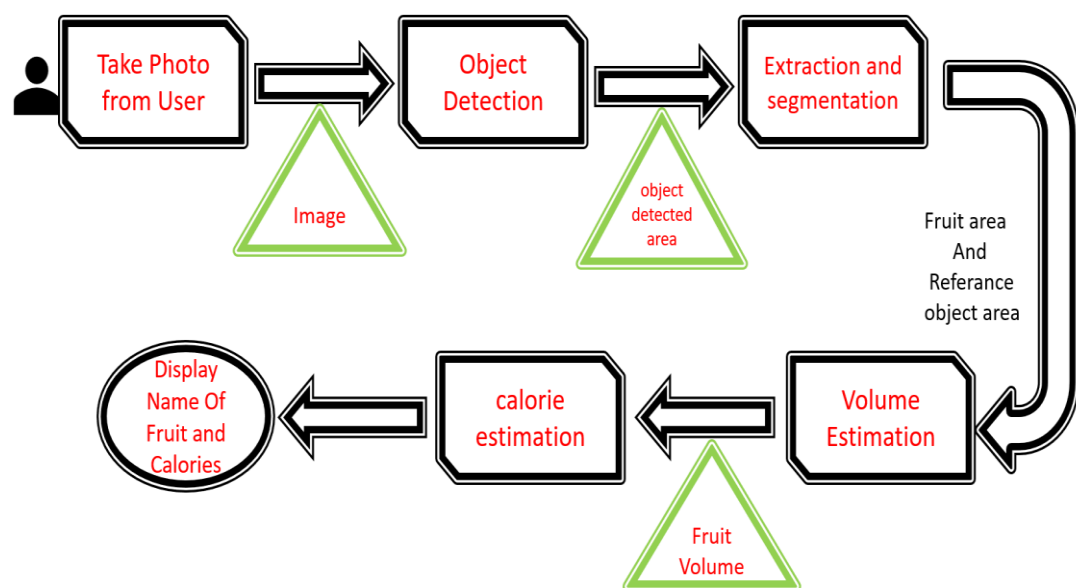 Take Photo
from User
Object
Detection
Extraction and
segmentation
Image
object
detected
area
Fruit area
And
Referance
object area
Volume
Estimation
Fruit
Volume
calorie
estimation
Display
Name Of
Fruit and
Calories